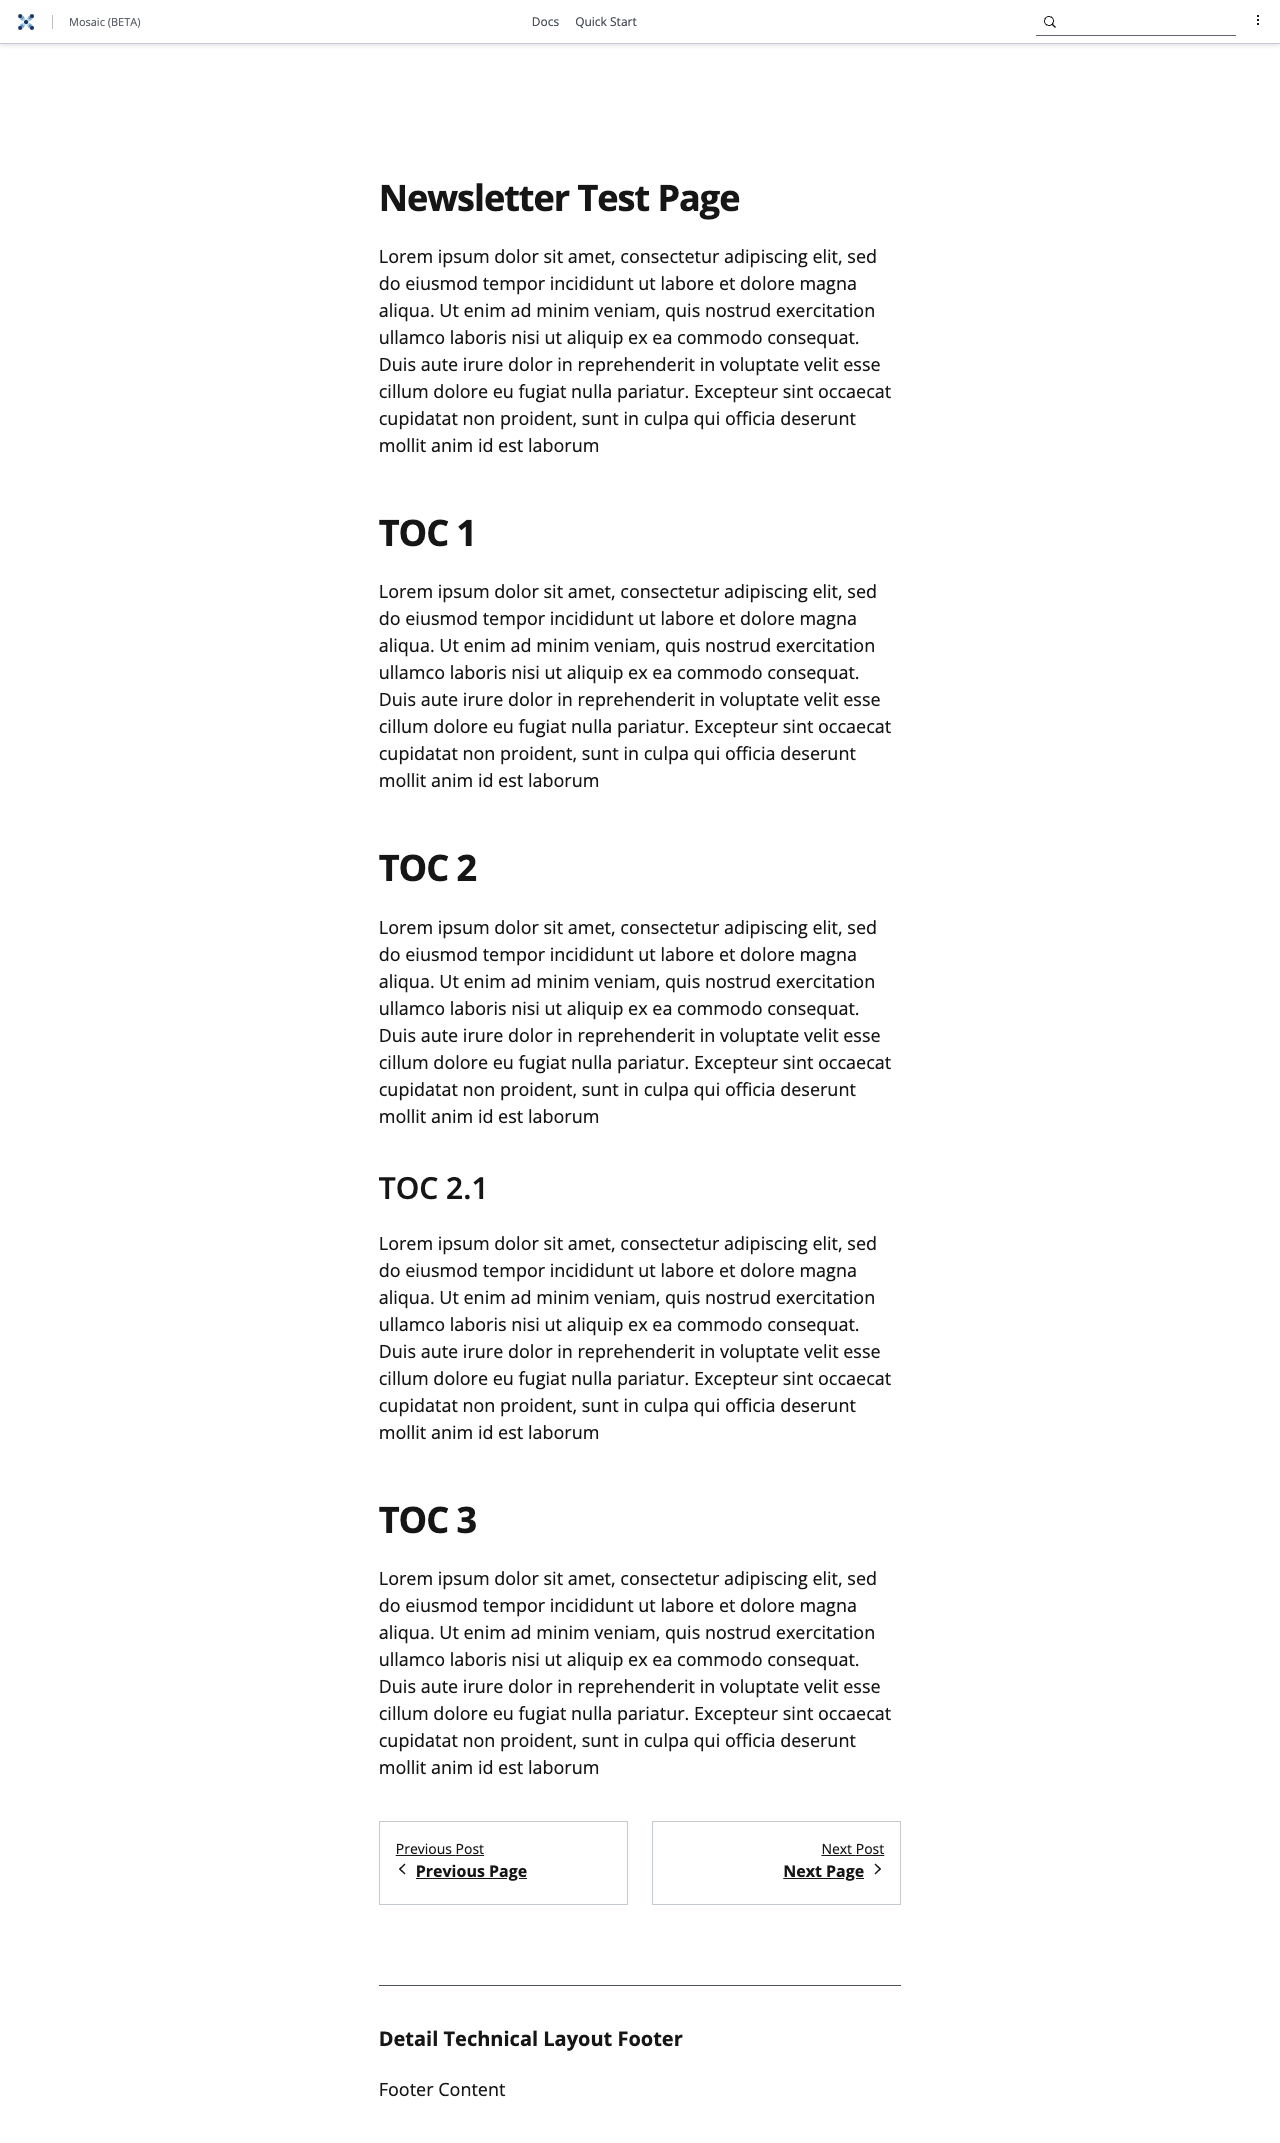 Mosaic (BETA)
Docs
Quick Start
Newsletter Test Page
Lorem ipsum dolor sit amet, consectetur adipiscing elit, sed
do eiusmod tempor incididunt ut labore et dolore magna
aliqua. Ut enim ad minim veniam, quis nostrud exercitation
ullamco laboris nisi ut aliquip ex ea commodo consequat.
Duis aute irure dolor in reprehenderit in voluptate velit esse
cillum dolore eu fugiat nulla pariatur. Excepteur sint occaecat
cupidatat non proident, sunt in culpa qui officia deserunt
mollit anim id est laborum
TOC 1
Lorem ipsum dolor sit amet, consectetur adipiscing elit, sed
do eiusmod tempor incididunt ut labore et dolore magna
aliqua. Ut enim ad minim veniam, quis nostrud exercitation
ullamco laboris nisi ut aliquip ex ea commodo consequat.
Duis aute irure dolor in reprehenderit in voluptate velit esse
cillum dolore eu fugiat nulla pariatur. Excepteur sint occaecat
cupidatat non proident, sunt in culpa qui officia deserunt
mollit anim id est laborum
TOC 2
Lorem ipsum dolor sit amet, consectetur adipiscing elit, sed
do eiusmod tempor incididunt ut labore et dolore magna
aliqua. Ut enim ad minim veniam, quis nostrud exercitation
ullamco laboris nisi ut aliquip ex ea commodo consequat.
Duis aute irure dolor in reprehenderit in voluptate velit esse
cillum dolore eu fugiat nulla pariatur. Excepteur sint occaecat
cupidatat non proident, sunt in culpa qui officia deserunt
mollit anim id est laborum
TOC 2.1
Lorem ipsum dolor sit amet, consectetur adipiscing elit, sed
do eiusmod tempor incididunt ut labore et dolore magna
aliqua. Ut enim ad minim veniam, quis nostrud exercitation
ullamco laboris nisi ut aliquip ex ea commodo consequat.
Duis aute irure dolor in reprehenderit in voluptate velit esse
cillum dolore eu fugiat nulla pariatur. Excepteur sint occaecat
cupidatat non proident, sunt in culpa qui officia deserunt
mollit anim id est laborum
TOC 3
Lorem ipsum dolor sit amet, consectetur adipiscing elit, sed
do eiusmod tempor incididunt ut labore et dolore magna
aliqua. Ut enim ad minim veniam, quis nostrud exercitation
ullamco laboris nisi ut aliquip ex ea commodo consequat.
Duis aute irure dolor in reprehenderit in voluptate velit esse
cillum dolore eu fugiat nulla pariatur. Excepteur sint occaecat
cupidatat non proident, sunt in culpa qui officia deserunt
mollit anim id est laborum
Previous Post
Previous Page
Next Post
Next Page
Detail Technical Layout Footer
Footer Content